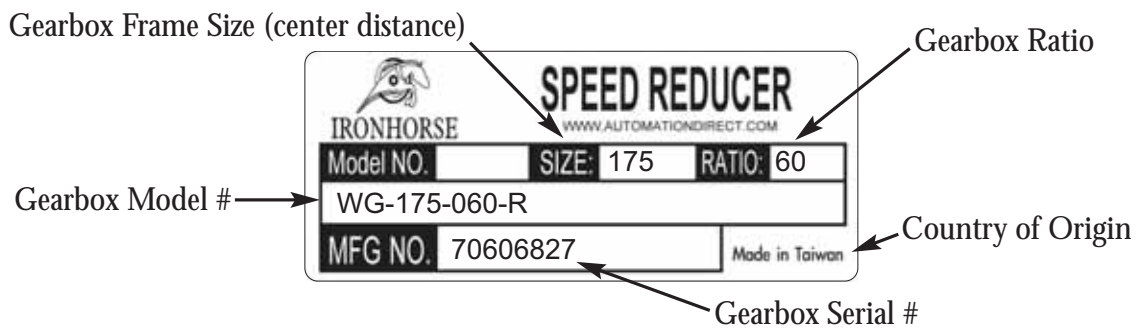 Gearbox Frame Size (center distance)
Gearbox Ratio
IRONHORSE
SPEED REDUCER
WWW.AUTOMATIONDIRECT.COM
Model NO. SIZE: 175 RATIO: 60
Gearbox Model #
WG-175-060-R
MFG NO. 70606827
Made in Taiwan
Country of Origin
Gearbox Serial #